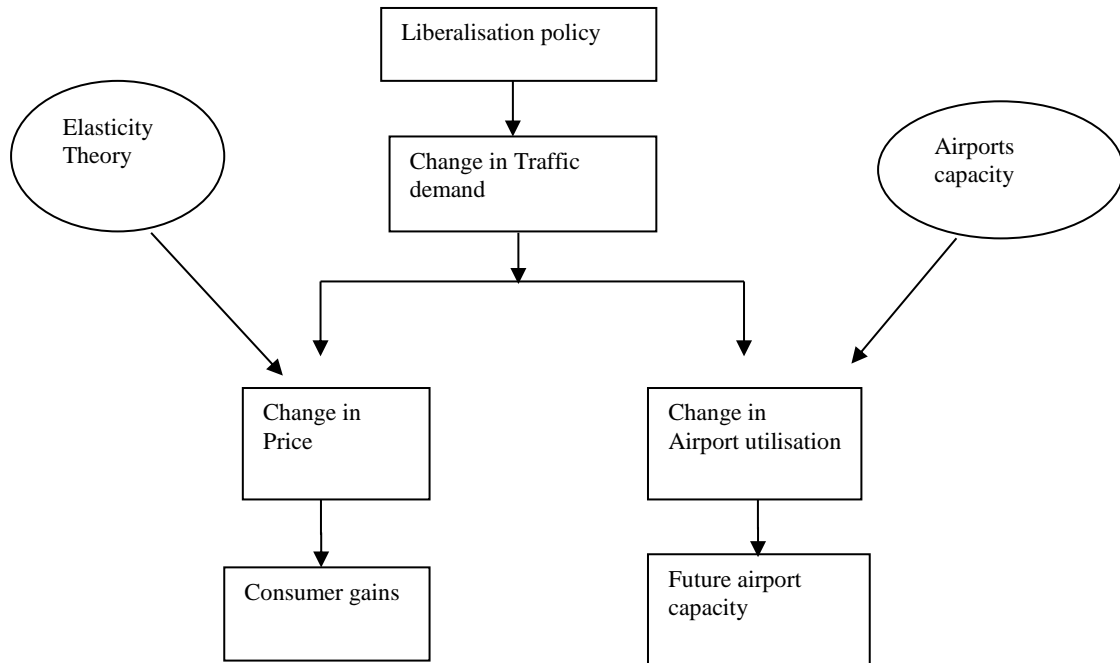 Liberalisation policy
Elasticity
Theory
Change in Traffic
demand
Airports
capacity
Change in
Price
Change in
Airport utilisation
Consumer gains
Future airport
capacity